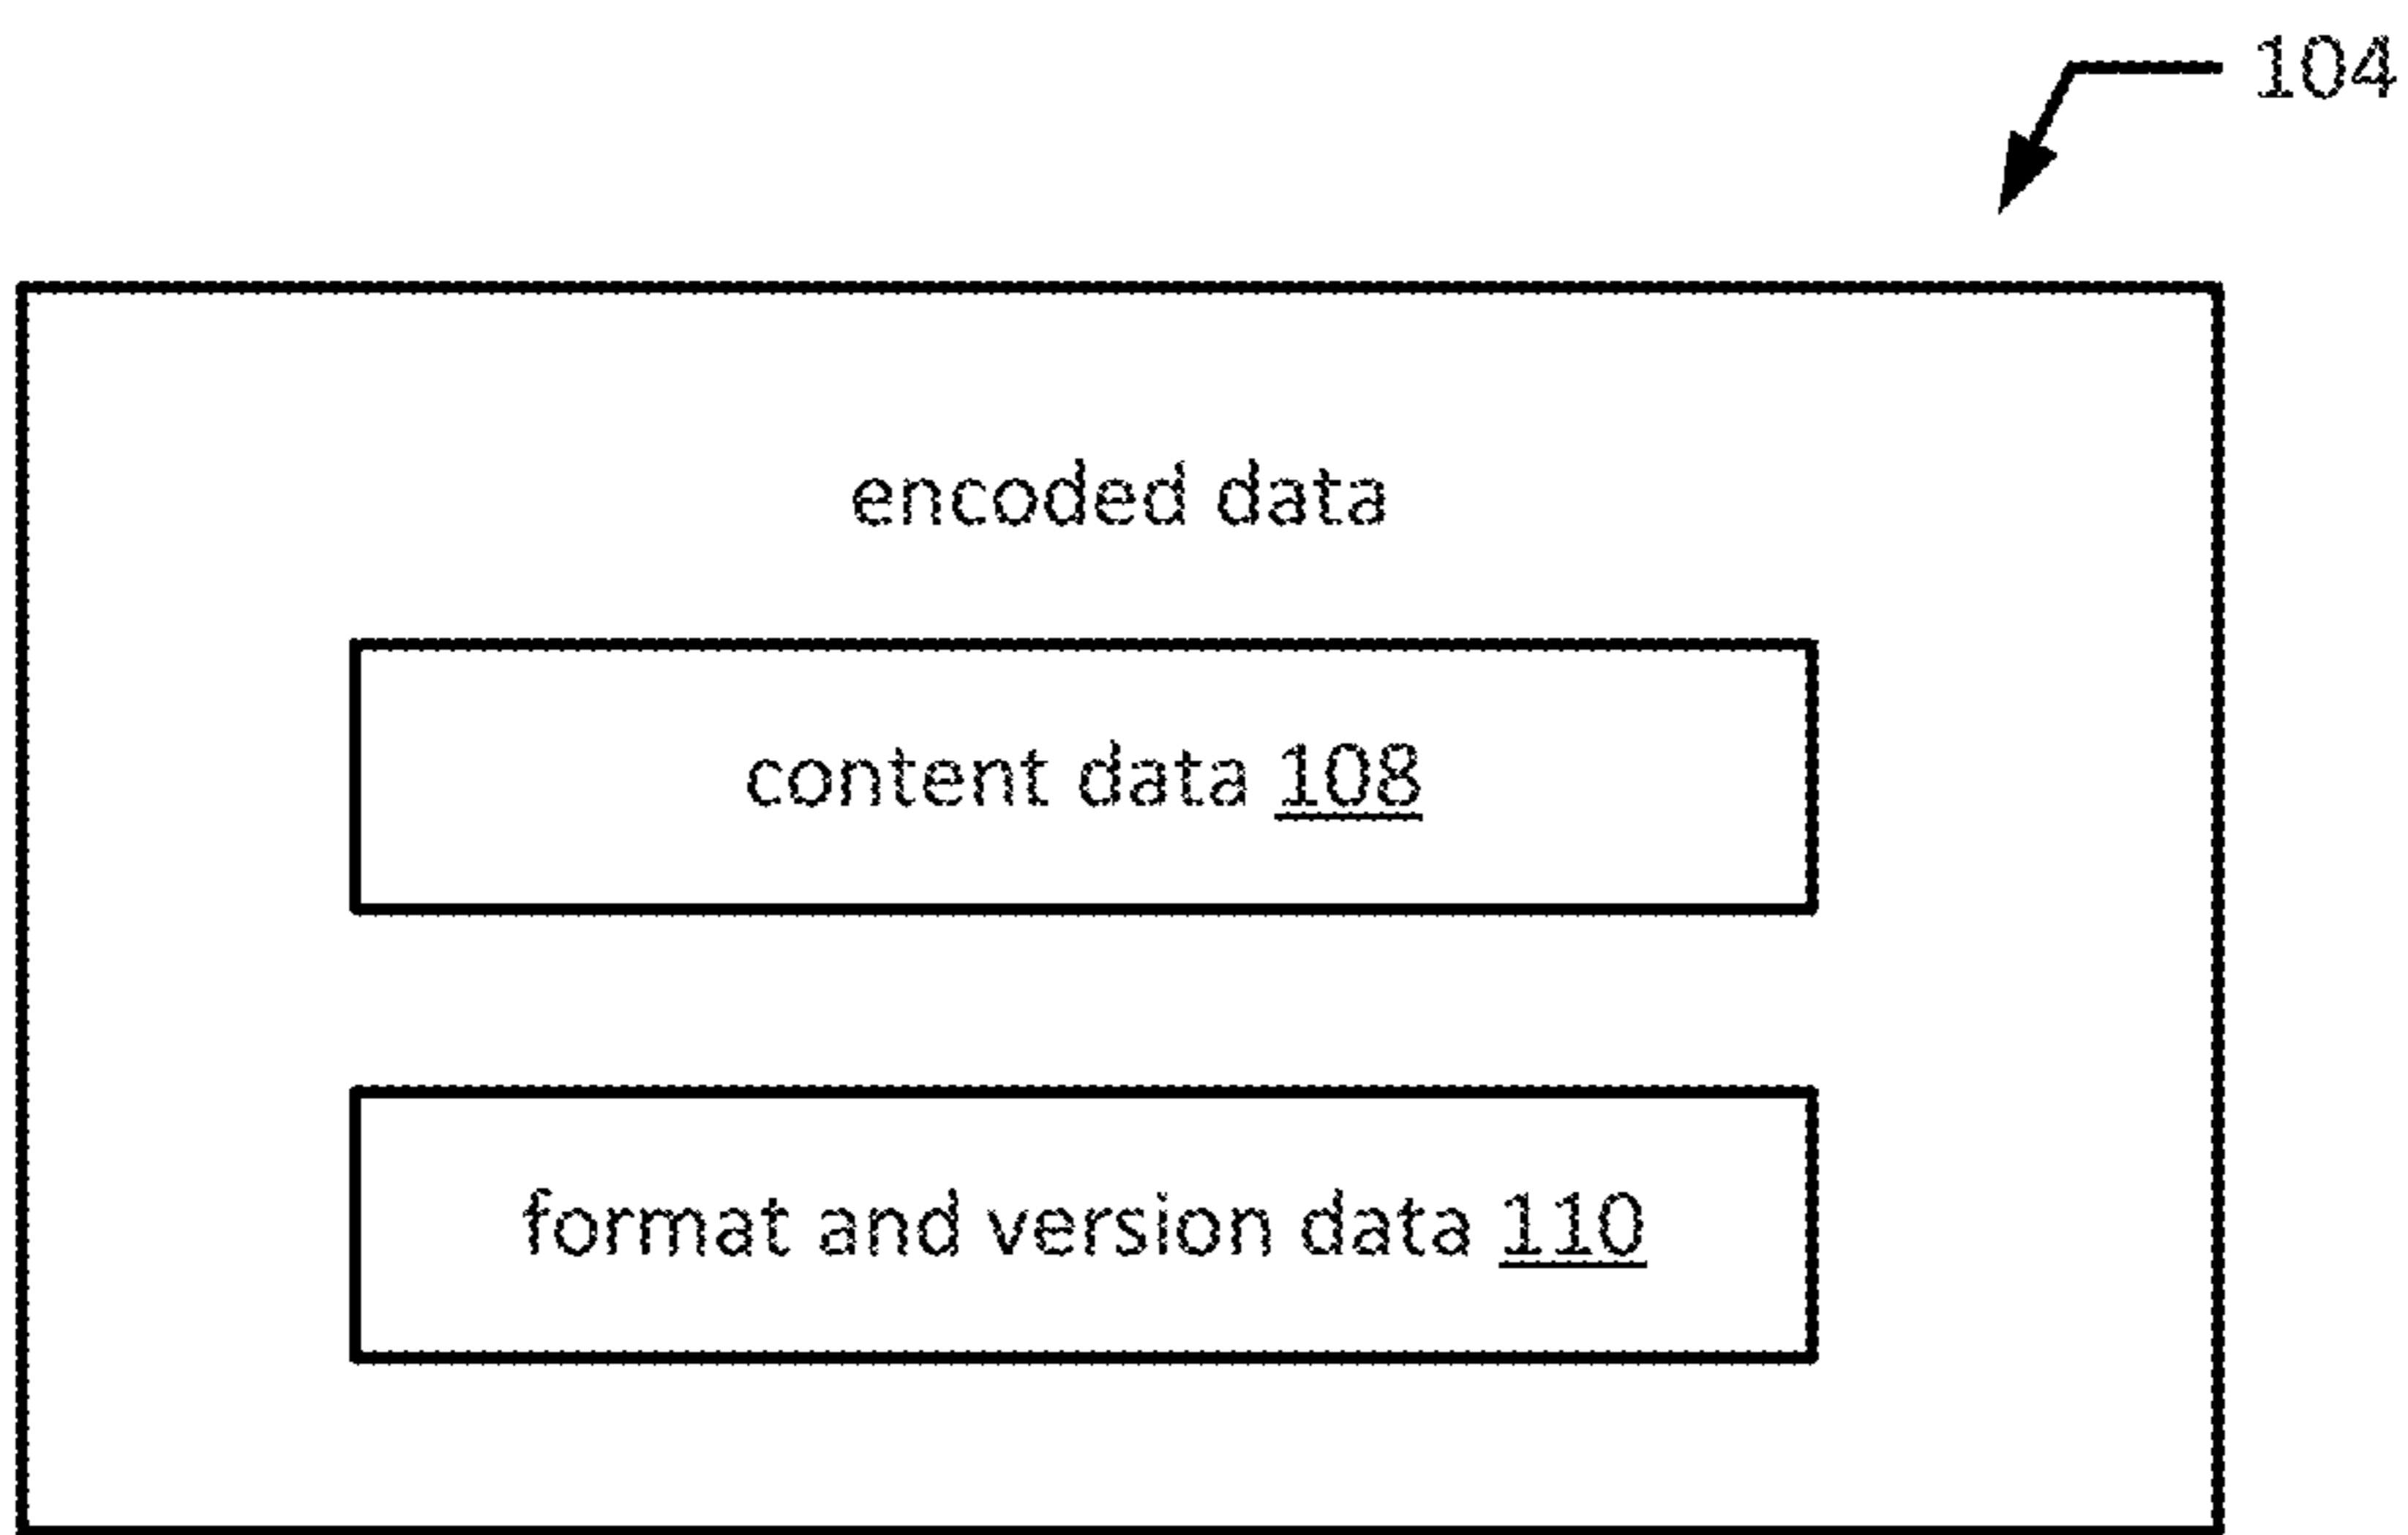 104
encoded data
content data 108
format and version data 110